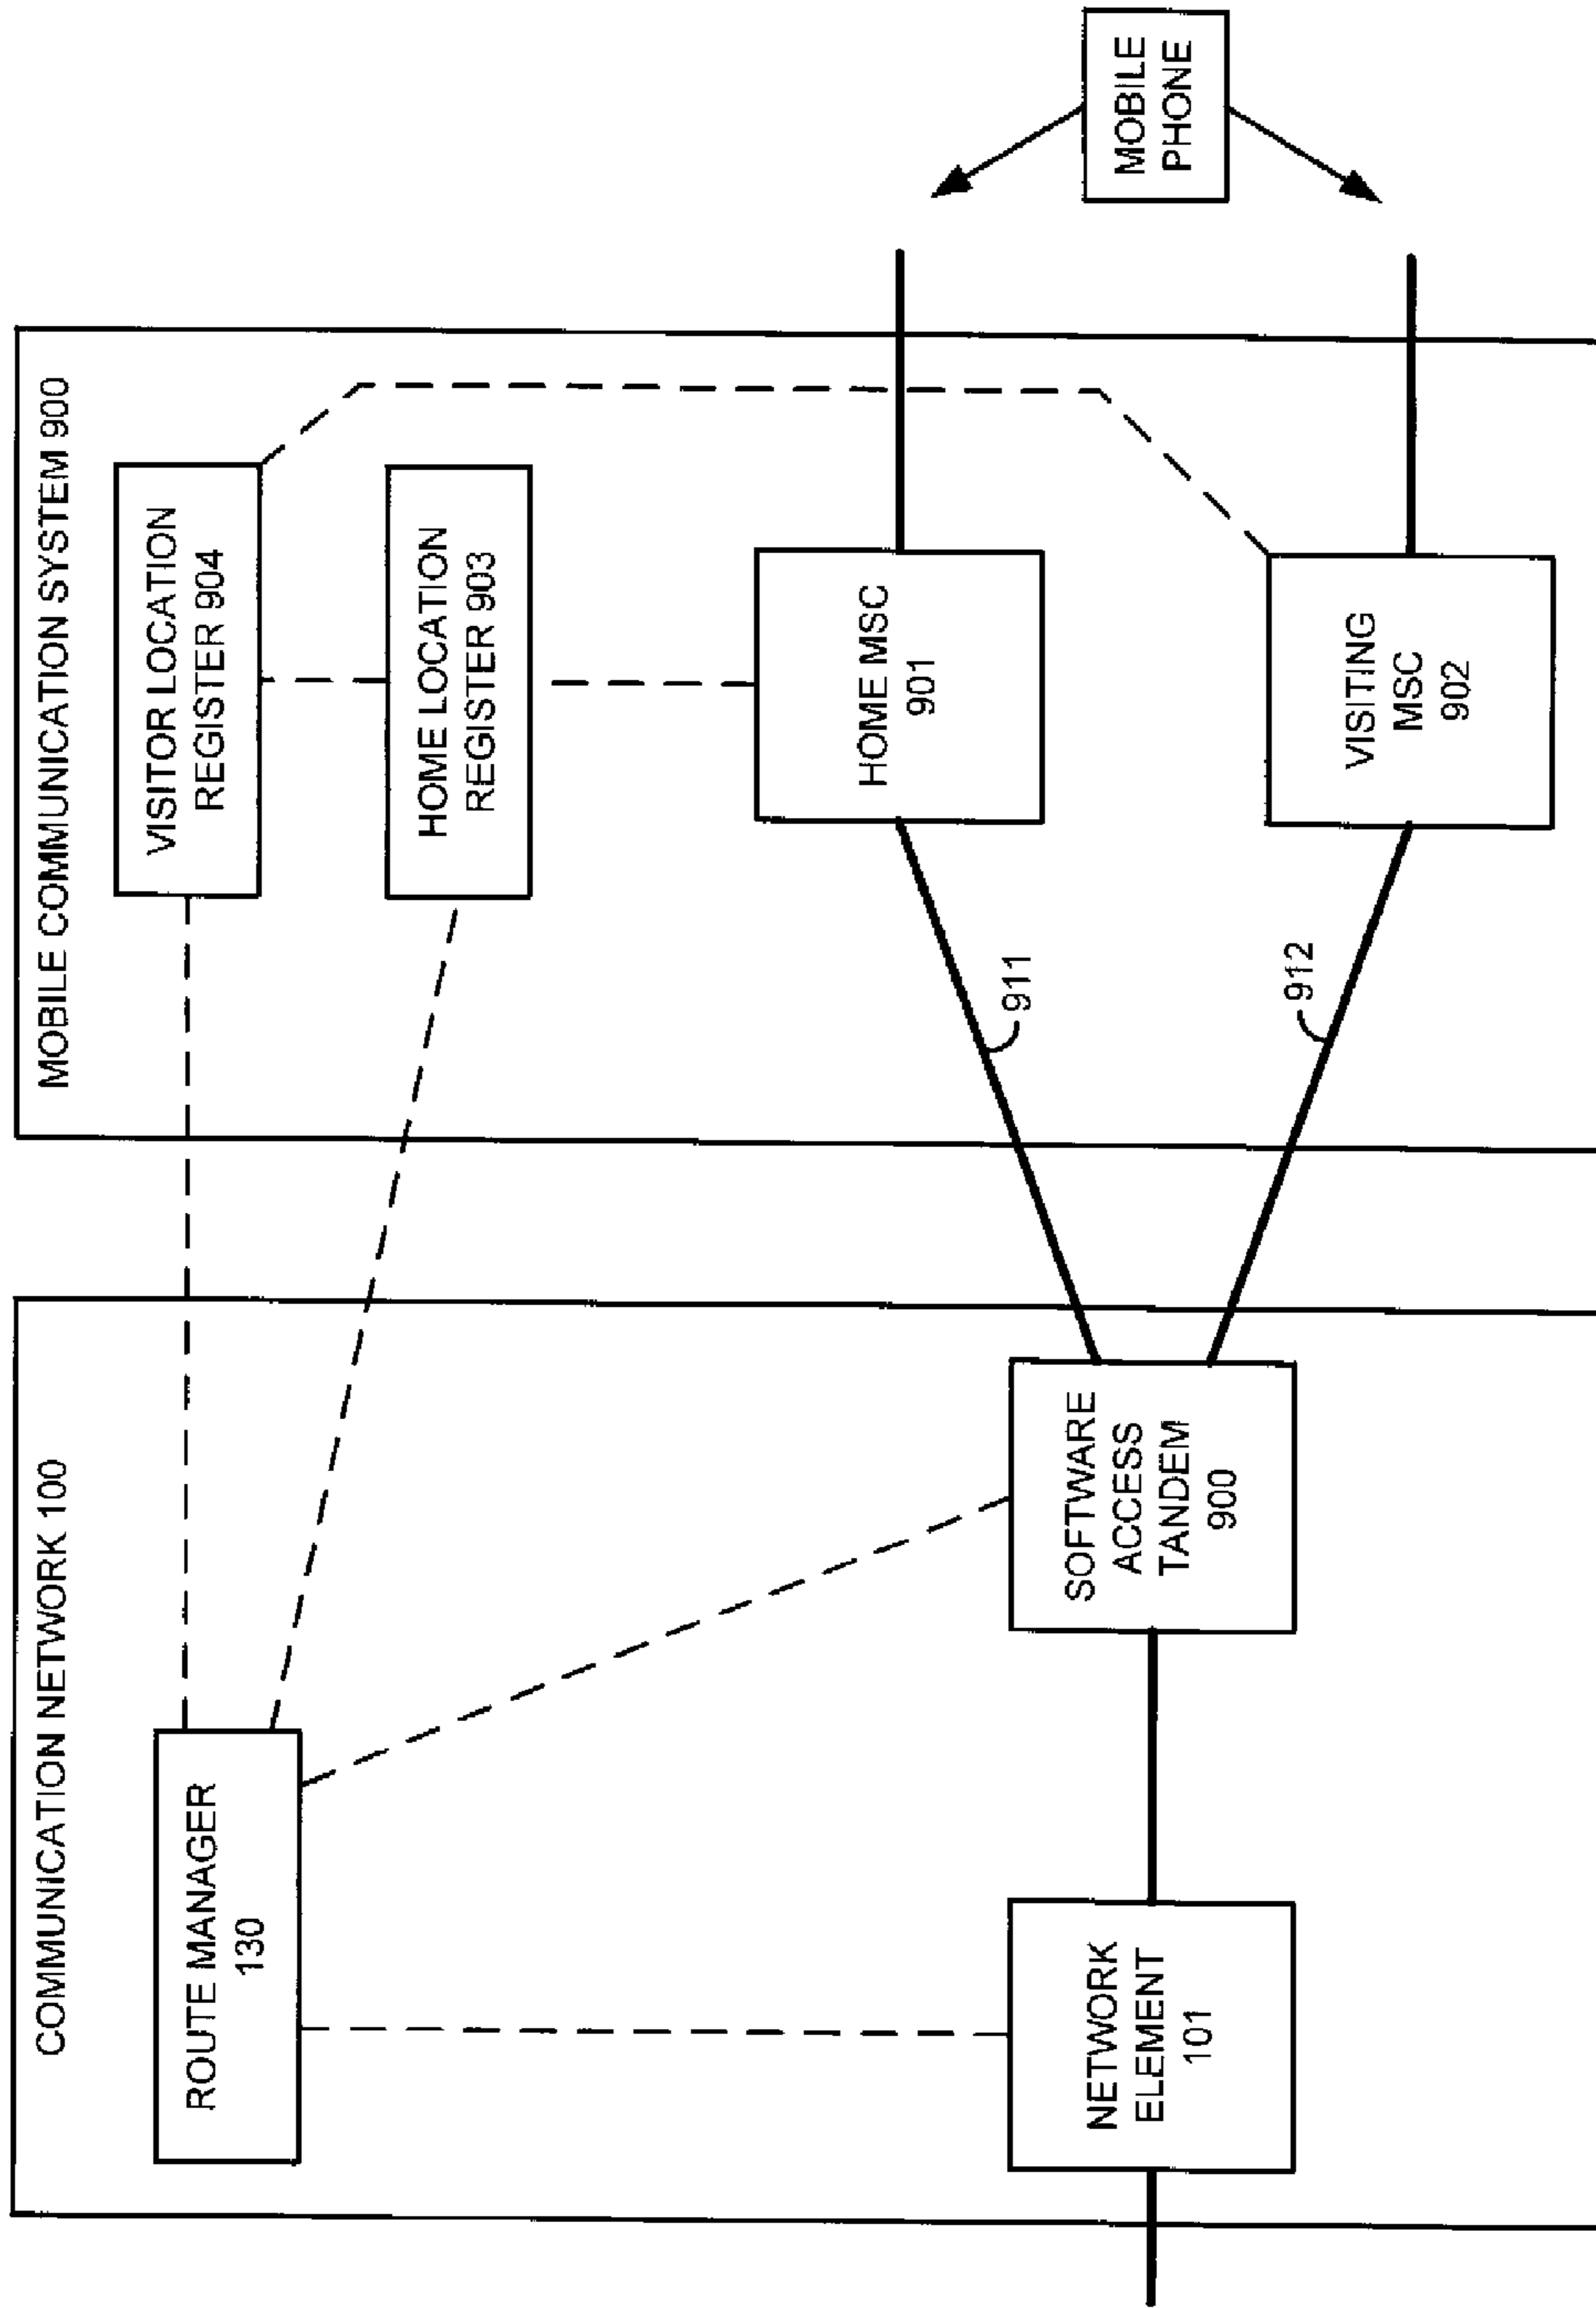 COMMUNICATION NETWORK 100
ROUTE MANAGER
130
NETWORK
ELEMENT
101
SOFTWARE
ACCESS
TANDEM
900
MOBILE COMMUNICATION SYSTEM 900
VISITOR LOCATION
REGISTER 904
HOME LOCATION
REGISTER 903
HOME MSC
901
VISITING
MSC
902
911
912
MOBILE
PHONE